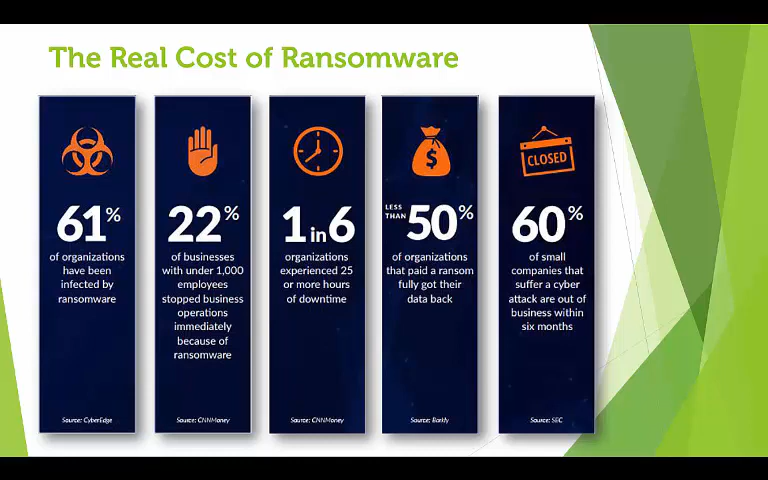 The Real Cost of Ransomware
61%
of organizations
have been
infected by
ransomware
Source: CyberEdge
22%
of businesses
with under 1,000
employees
stopped business
operations
immediately
because of
ransomware
Source: CNNMoney
1 in 6
organizations
experienced 25
or more hours
of downtime
Source: CNNMoney
LESS
THAN 50%
of organizations
that paid a ransom
fully got their
data back
Source: Barkly
CLOSED
60%
of small
companies that
suffer a cyber
attack are out of
business within
six months
Source: SEC